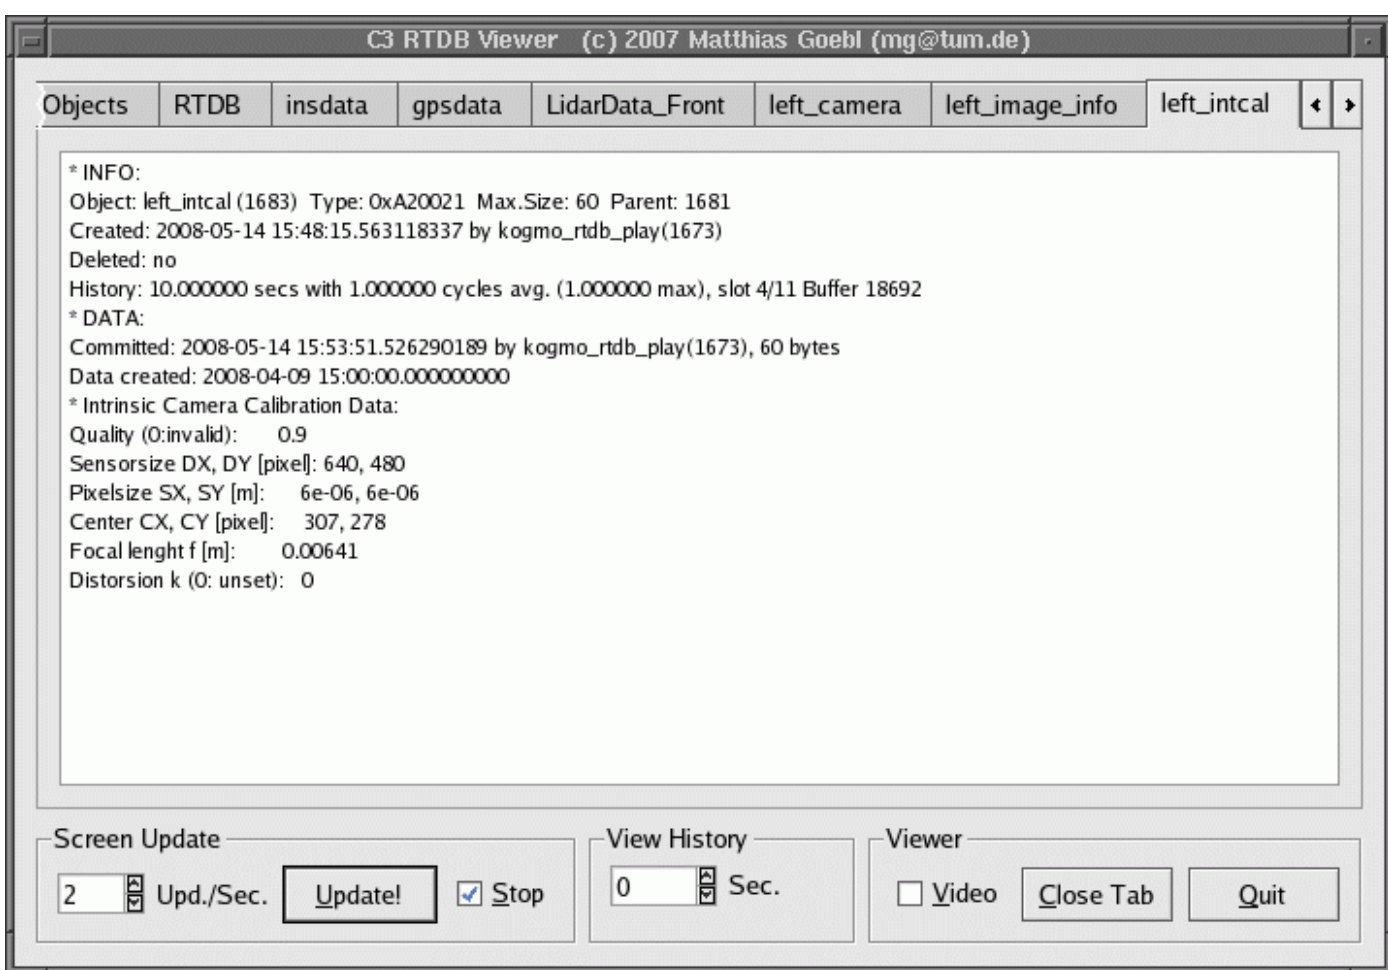 C3 RTDB Viewer (c) 2007 Matthias Goebl (mg@tum.de)
Objects RTDB insdata gpsdata LidarData_Front left_camera left_image_info left_intcal
* INFO:
Object: left_intcal (1683) Type: 0xA20021 Max.Size: 60 Parent: 1681
Created: 2008-05-14 15:48:15.563118337 by kogmo_rtdb_play(1673)
Deleted: no
History: 10.000000 secs with 1.000000 cycles avg. (1.000000 max), slot 4/11 Buffer 18692
* DATA:
Committed: 2008-05-14 15:53:51.526290189 by kogmo_rtdb_play(1673), 60 bytes
Data created: 2008-04-09 15:00:00.000000000
* Intrinsic Camera Calibration Data:
Quality (0:invalid): 0.9
Sensorsize DX, DY [pixel]: 640, 480
Pixelsize SX, SY [m]: 6e-06, 6e-06
Center CX, CY [pixel]: 307, 278
Focal lenght f [m]: 0.00641
Distorsion k (0: unset): 0
Screen Update View History Viewer
2 Upd./Sec. Update! Stop 0 Sec. Video Close Tab Quit